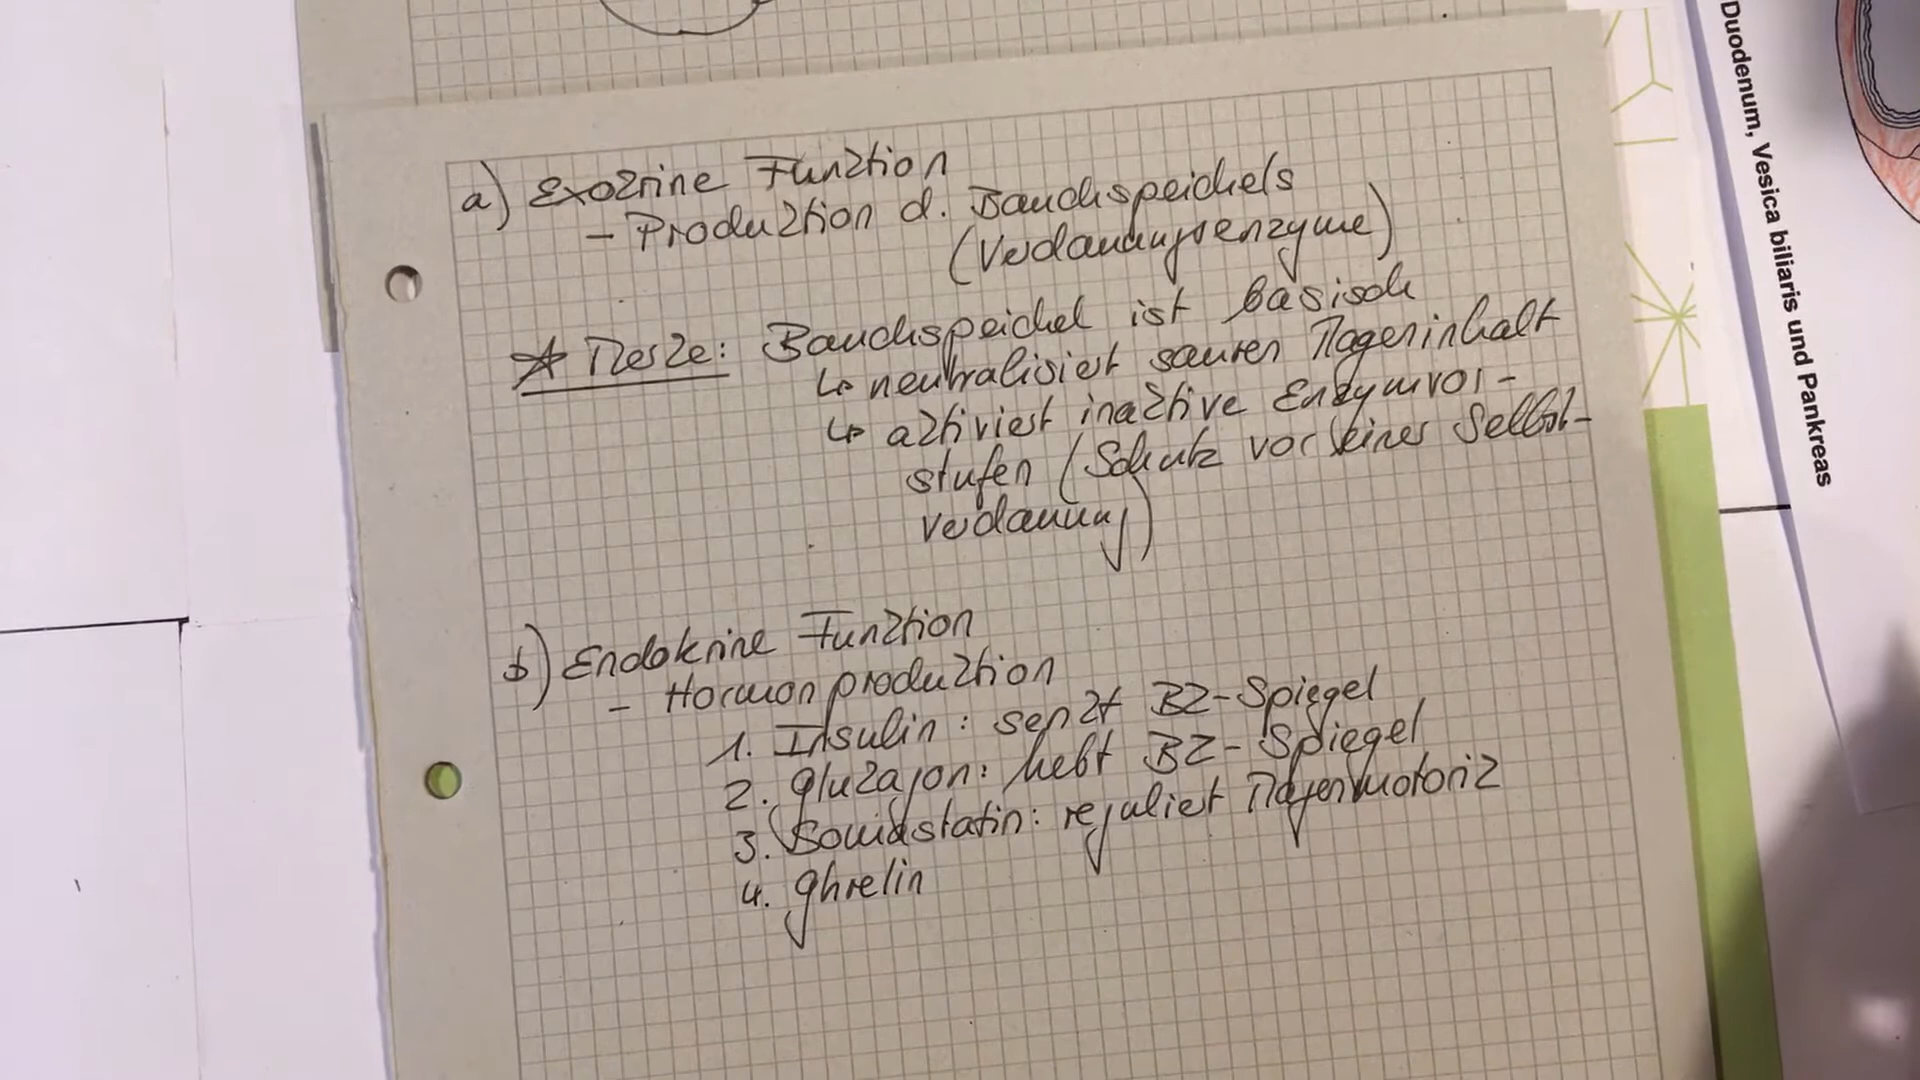 a) Exokrine Funktion
- Produktion d. Bauchspeichels
(Verdauungsenzyme)
* Merke: Bauchspeichel ist basisch
↳ neutralisiert sauren Mageninhalt
↳ aktiviert inaktive Enzymvor-
stufen (Schutz vor einer Selbst-
verdauung)
b) Endokrine Funktion
- Hormonproduktion
1. Insulin: senkt BZ-Spiegel
2. Glukagon: hebt BZ-Spiegel
3. Somatostatin: reguliert Magenmotorik
4. Ghrelin
Duodenum, Vesica biliaris und Pankreas